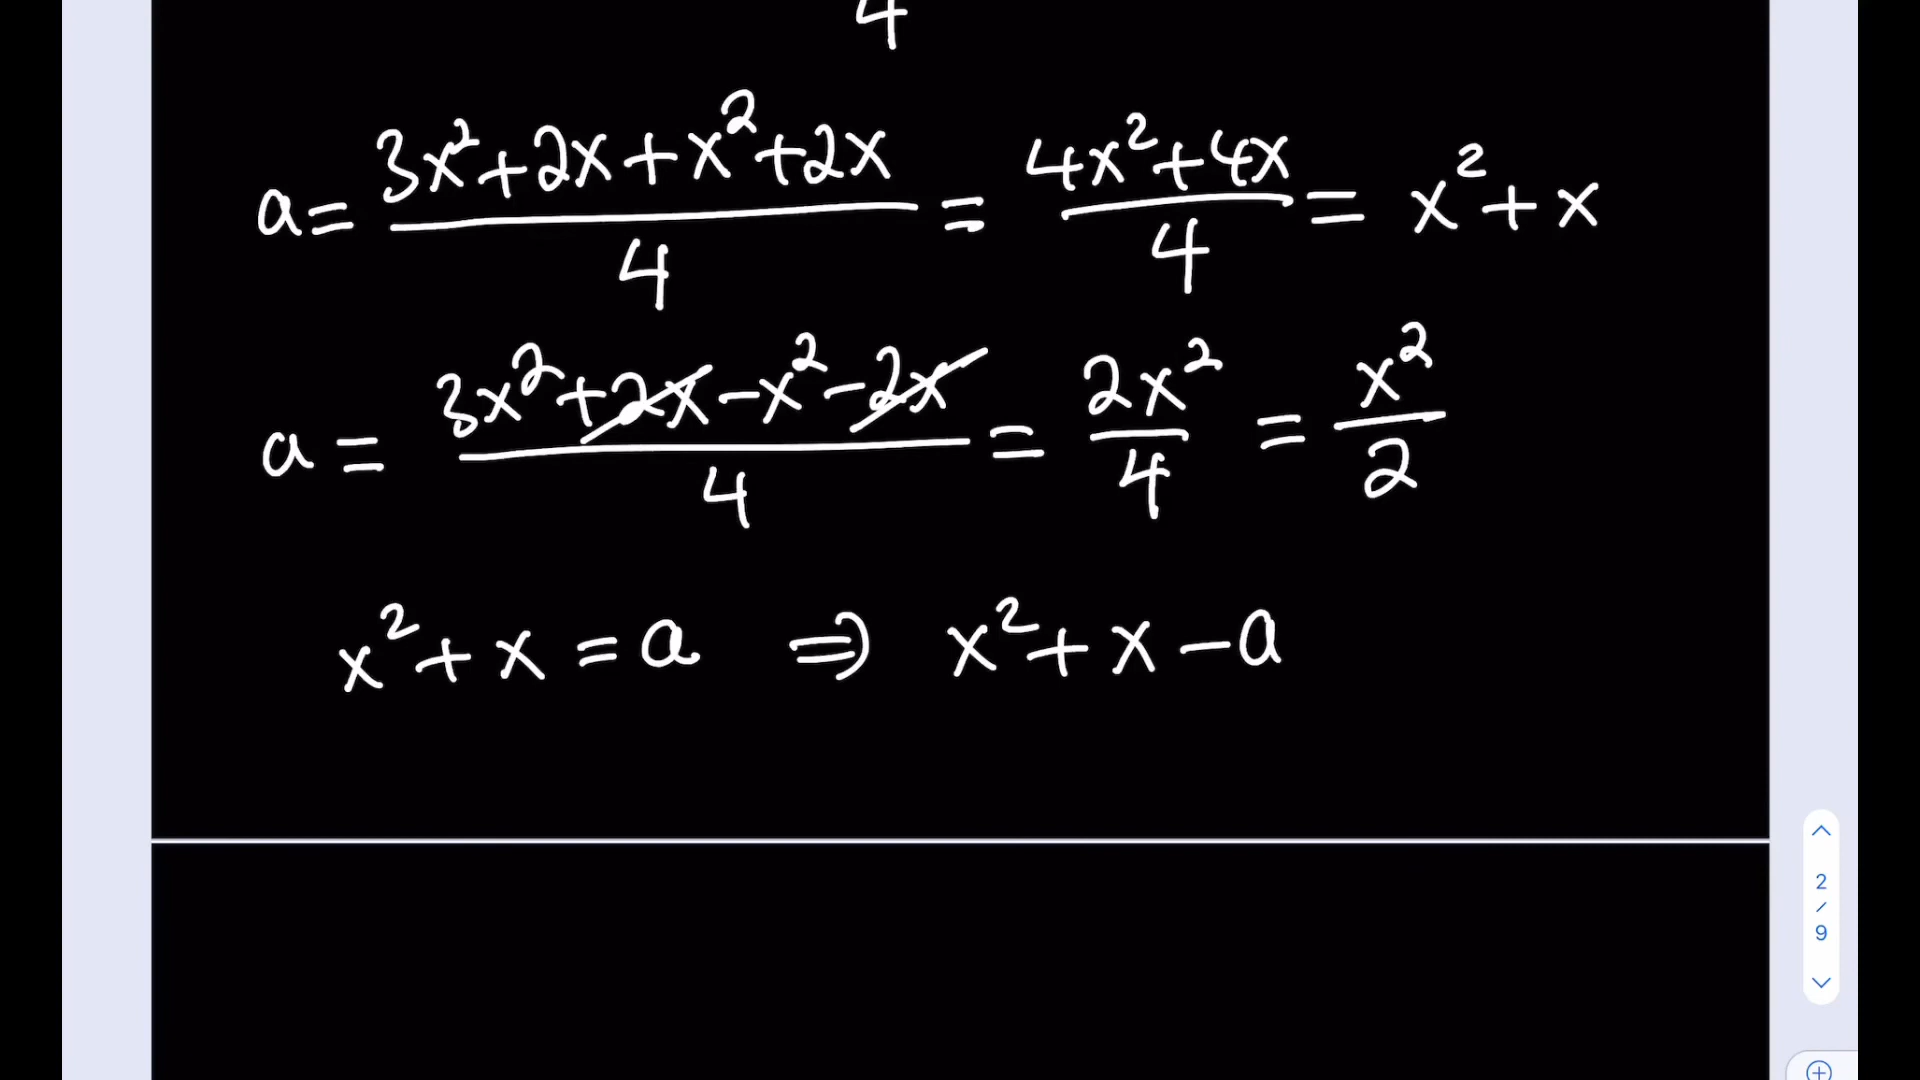 4
a = (3x² + 2x + x² + 2x)/4 = (4x² + 4x)/4 = x² + x
a = (3x² + 2x - x² - 2x)/4 = 2x²/4 = x²/2
x² + x = a ⇒ x² + x - a
2
/
9